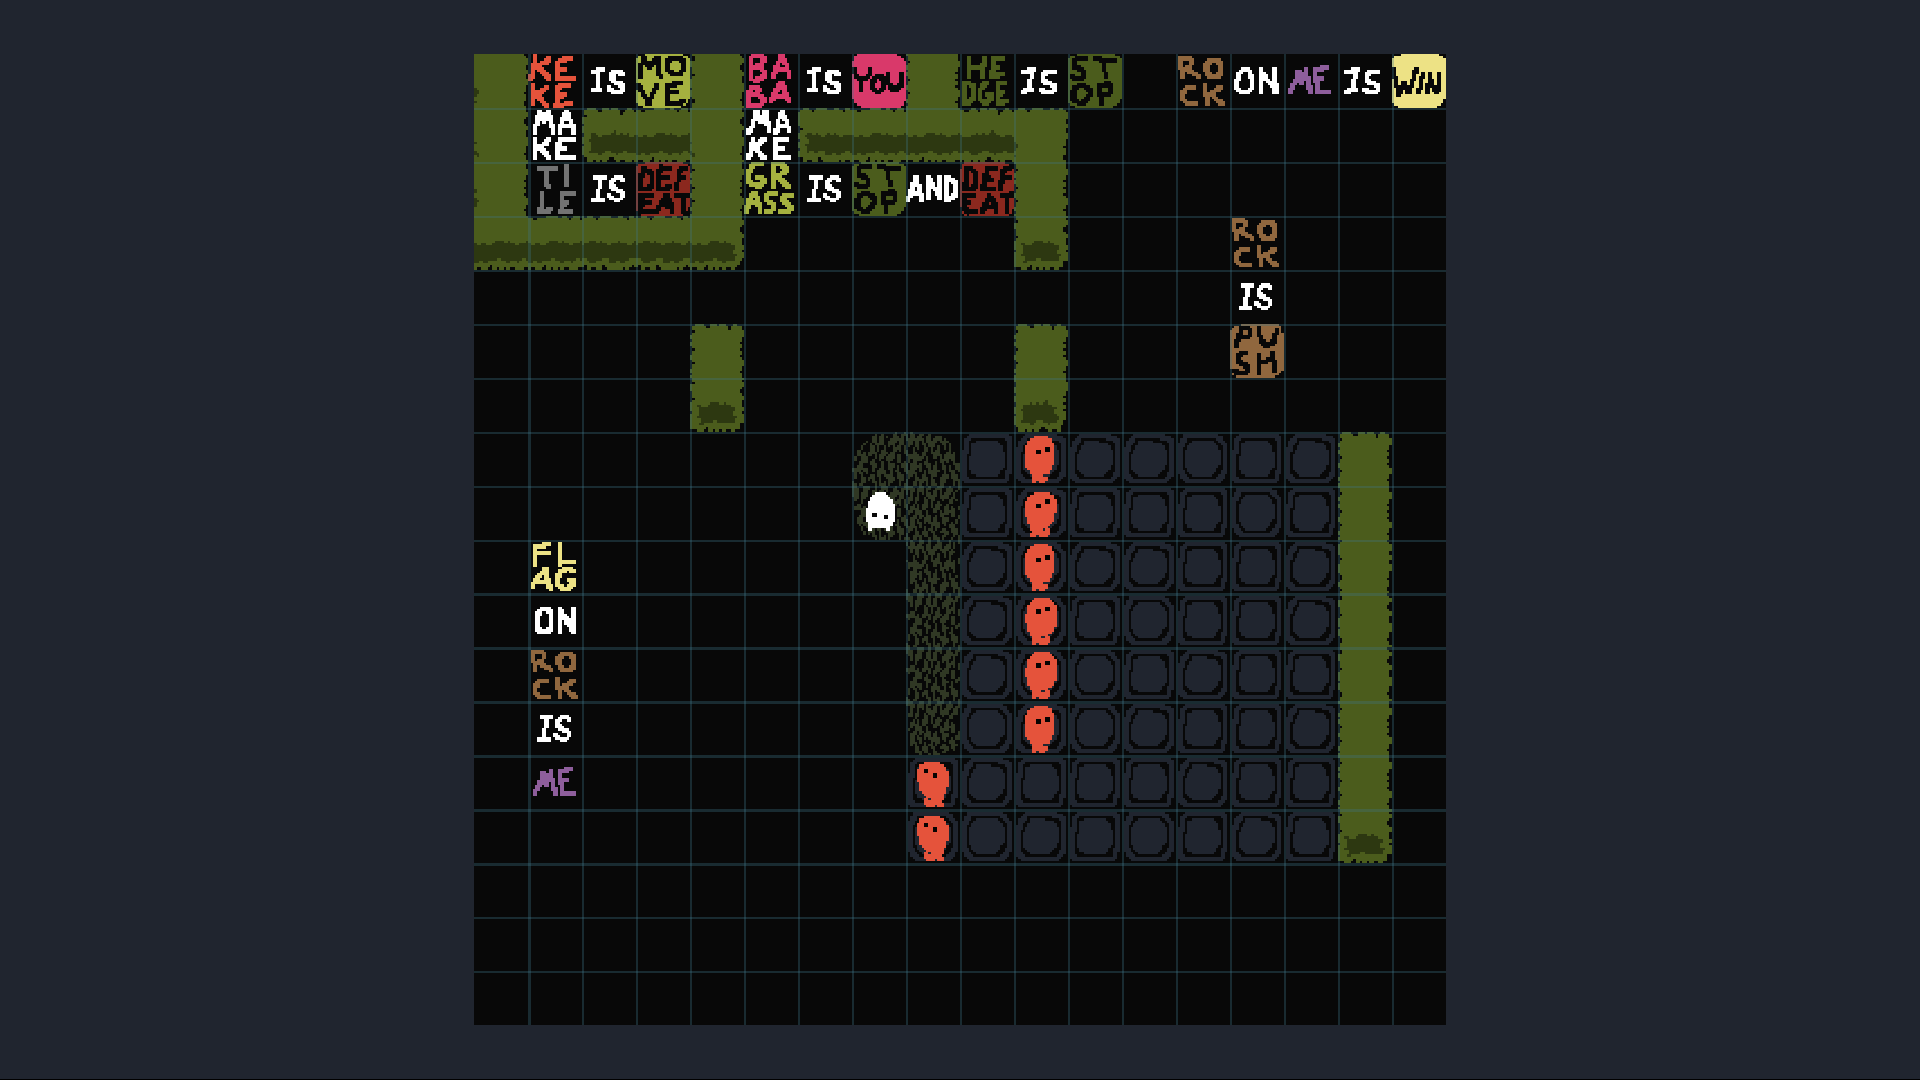 KEKE IS MOVE BABA IS YOU HEDGE IS STOP ROCK ON ME IS WIN
MAKE MAKE
TILE IS DEFEAT GRASS IS STOP AND DEFEAT
ROCK
IS
PUSH
FLAG
ON
ROCK
IS
ME